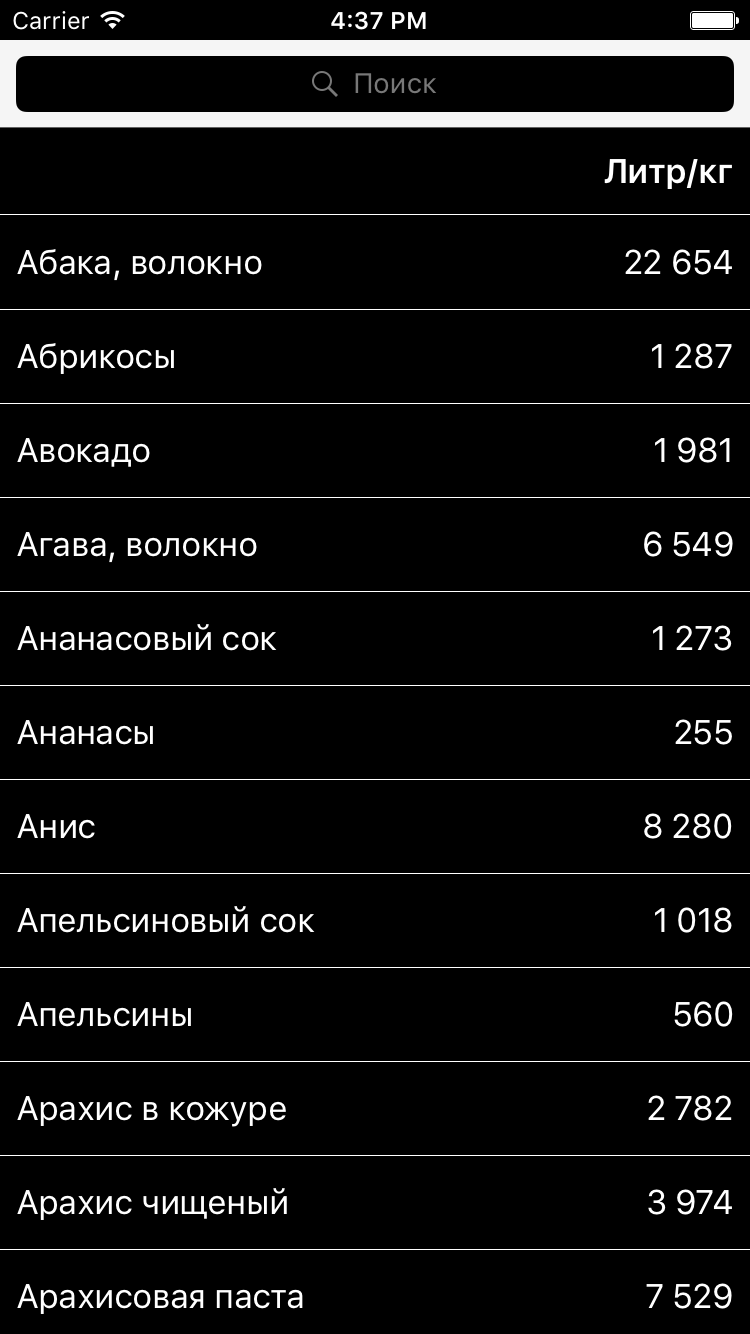 Carrier 4:37 PM
Поиск
Литр/кг
Абака, волокно 22 654
Абрикосы 1 287
Авокадо 1 981
Агава, волокно 6 549
Ананасовый сок 1 273
Ананасы 255
Анис 8 280
Апельсиновый сок 1 018
Апельсины 560
Арахис в кожуре 2 782
Арахис чищеный 3 974
Арахисовая паста 7 529